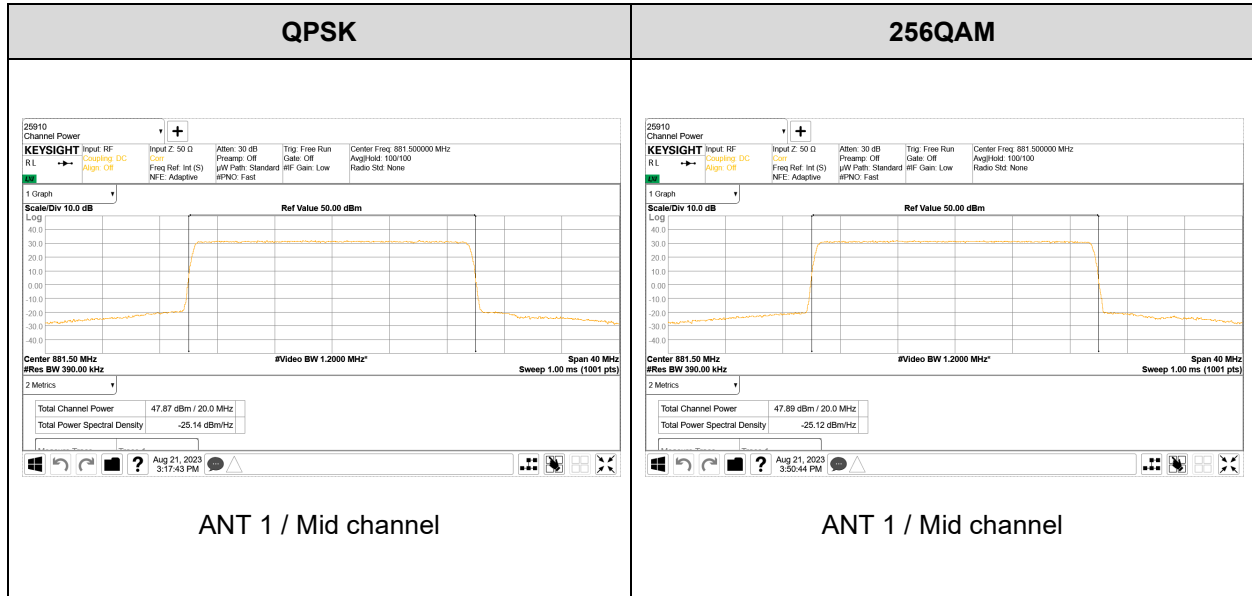 QPSK
256QAM
25910
Channel Power
KEYSIGHT
R L
LXI
Input: RF
Coupling: DC
Align: Off
Input Z: 50 Ω
Corr
Freq Ref: Int (S)
NFE: Adaptive
Atten: 30 dB
Preamp: Off
µW Path: Standard
#PNO: Fast
Trig: Free Run
Gate: Off
#IF Gain: Low
Center Freq: 881.500000 MHz
Avg|Hold: 100/100
Radio Std: None
1 Graph
Scale/Div 10.0 dB
Ref Value 50.00 dBm
Log
40.0
30.0
20.0
10.0
0.00
-10.0
-20.0
-30.0
-40.0
Center 881.50 MHz
#Video BW 1.2000 MHz*
Span 40 MHz
#Res BW 390.00 kHz
Sweep 1.00 ms (1001 pts)
2 Metrics
Total Channel Power 47.87 dBm / 20.0 MHz
Total Power Spectral Density -25.14 dBm/Hz
Aug 21, 2023
3:17:43 PM
ANT 1 / Mid channel
25910
Channel Power
KEYSIGHT
R L
LXI
Input: RF
Coupling: DC
Align: Off
Input Z: 50 Ω
Corr
Freq Ref: Int (S)
NFE: Adaptive
Atten: 30 dB
Preamp: Off
µW Path: Standard
#PNO: Fast
Trig: Free Run
Gate: Off
#IF Gain: Low
Center Freq: 881.500000 MHz
Avg|Hold: 100/100
Radio Std: None
1 Graph
Scale/Div 10.0 dB
Ref Value 50.00 dBm
Log
40.0
30.0
20.0
10.0
0.00
-10.0
-20.0
-30.0
-40.0
Center 881.50 MHz
#Video BW 1.2000 MHz*
Span 40 MHz
#Res BW 390.00 kHz
Sweep 1.00 ms (1001 pts)
2 Metrics
Total Channel Power 47.89 dBm / 20.0 MHz
Total Power Spectral Density -25.12 dBm/Hz
Aug 21, 2023
3:50:44 PM
ANT 1 / Mid channel